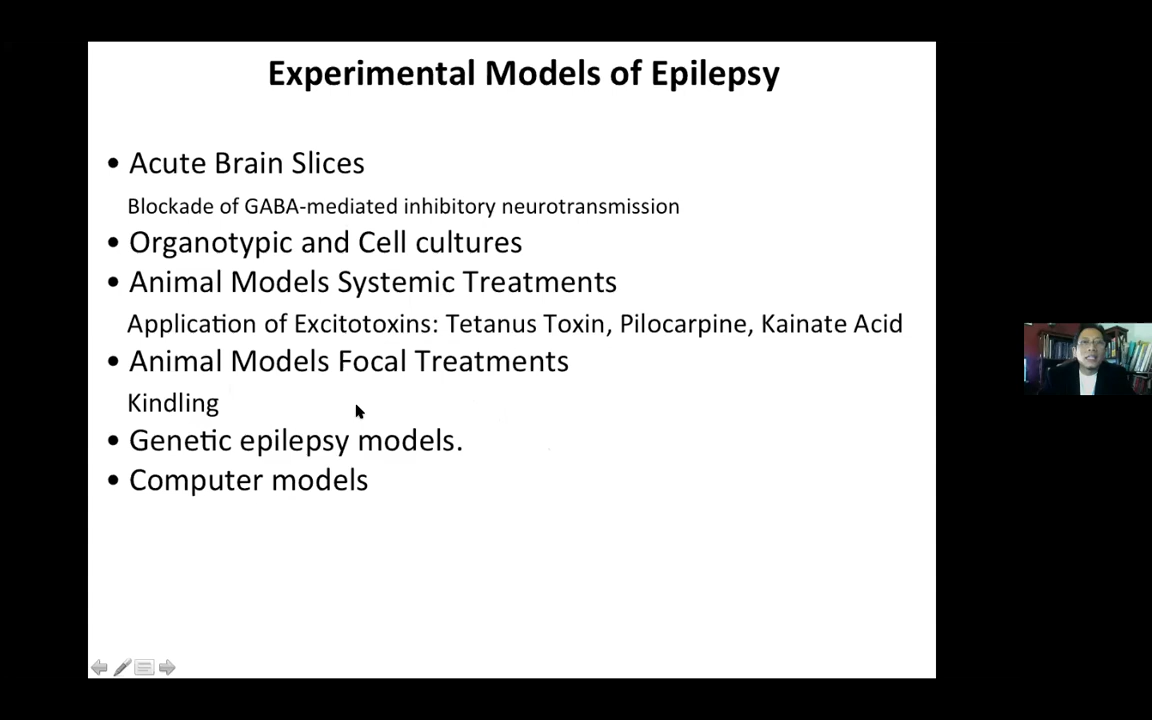 Experimental Models of Epilepsy
• Acute Brain Slices
Blockade of GABA-mediated inhibitory neurotransmission
• Organotypic and Cell cultures
• Animal Models Systemic Treatments
Application of Excitotoxins: Tetanus Toxin, Pilocarpine, Kainate Acid
• Animal Models Focal Treatments
Kindling
• Genetic epilepsy models.
• Computer models